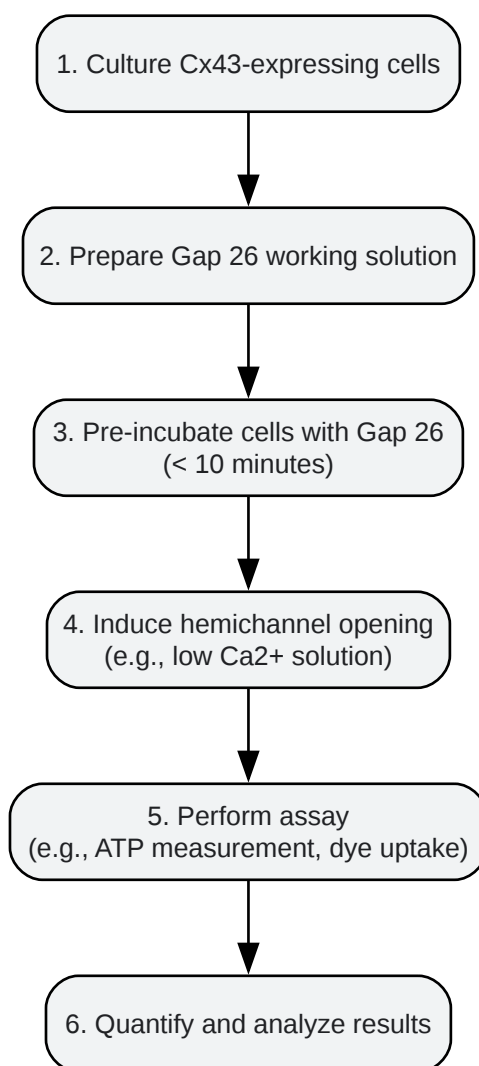 1. Culture Cx43-expressing cells
2. Prepare Gap 26 working solution
3. Pre-incubate cells with Gap 26
(< 10 minutes)
4. Induce hemichannel opening
(e.g., low Ca2+ solution)
5. Perform assay
(e.g., ATP measurement, dye uptake)
6. Quantify and analyze results